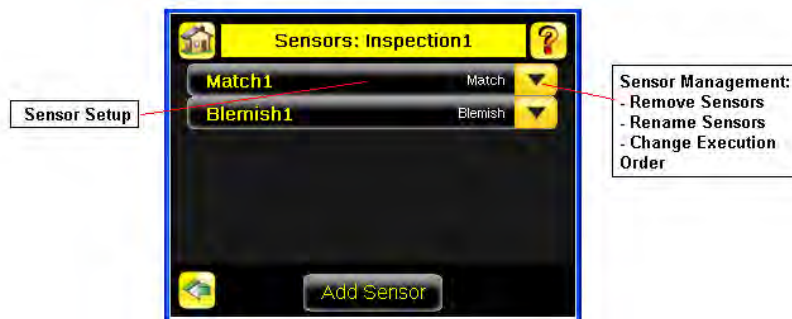 Sensors: Inspection1
?
Match1 Match
Sensor Setup
Blemish1 Blemish
Sensor Management:
- Remove Sensors
- Rename Sensors
- Change Execution
Order
Add Sensor